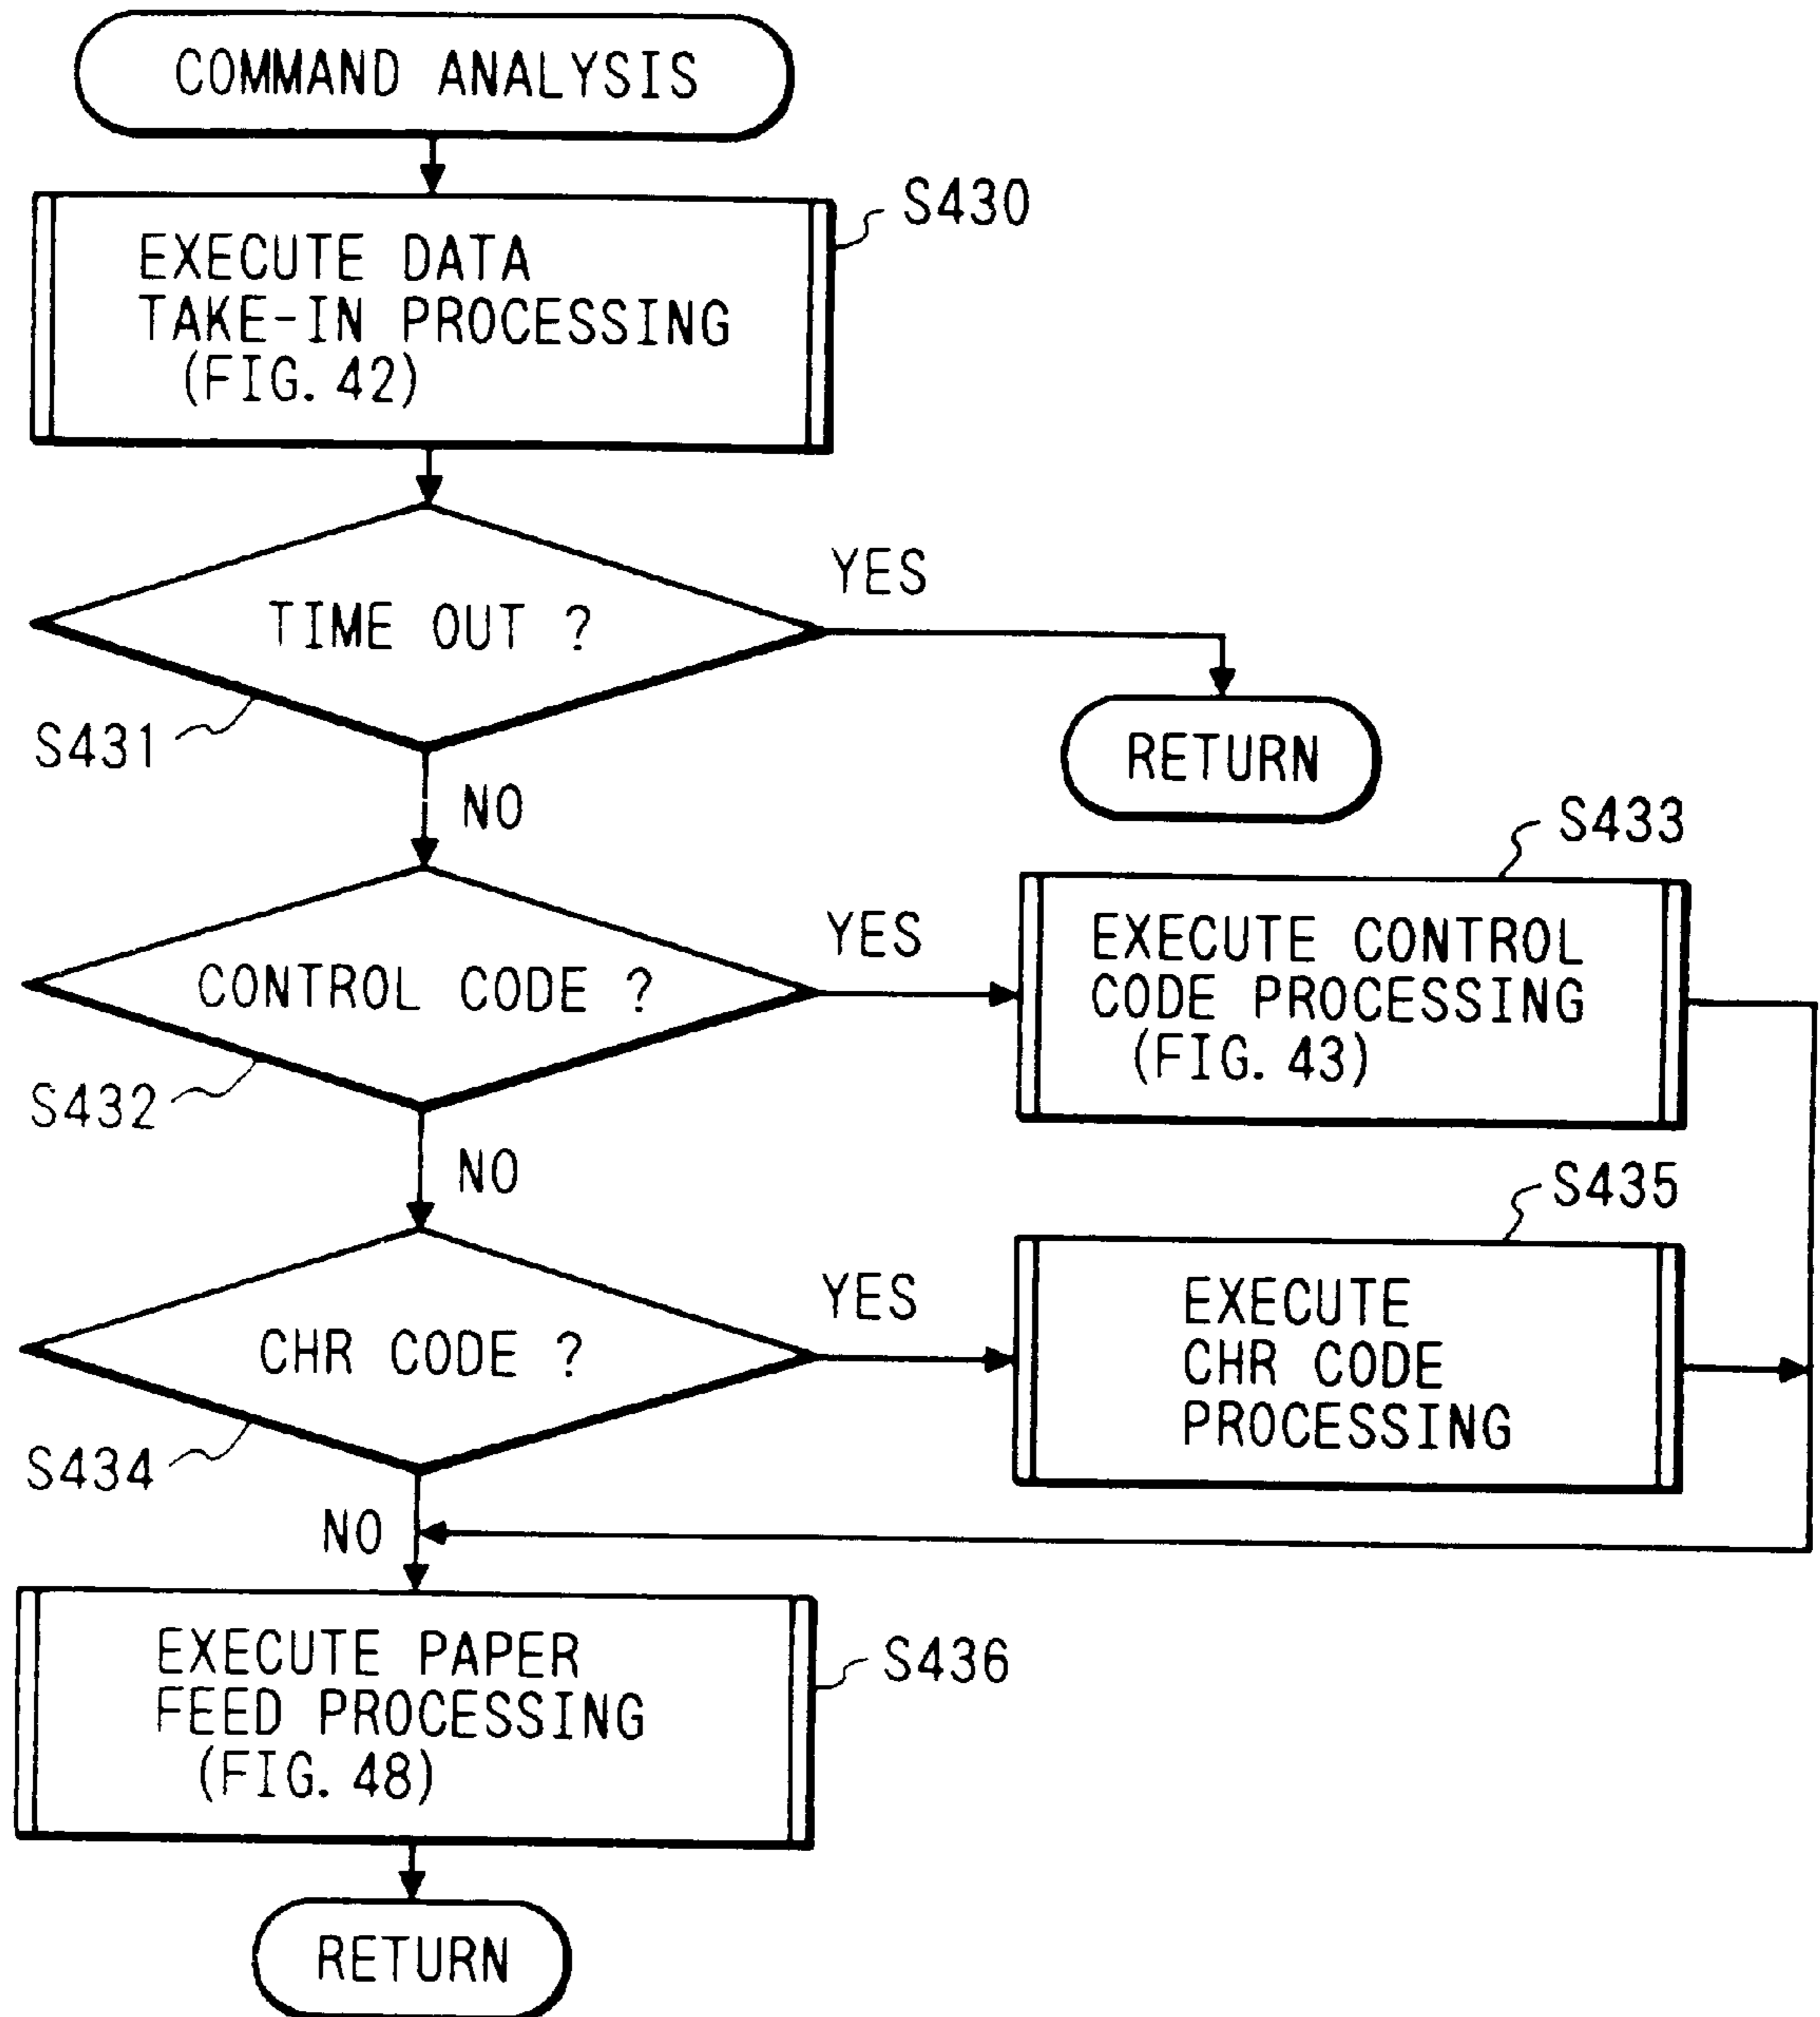 COMMAND ANALYSIS
S430
EXECUTE DATA
TAKE-IN PROCESSING
(FIG. 42)
YES
TIME OUT ?
S431
RETURN
NO
S433
YES
EXECUTE CONTROL
CODE PROCESSING
(FIG. 43)
CONTROL CODE ?
S432
NO
S435
YES
EXECUTE
CHR CODE
PROCESSING
CHR CODE ?
S434
NO
EXECUTE PAPER
FEED PROCESSING
(FIG. 48)
S436
RETURN